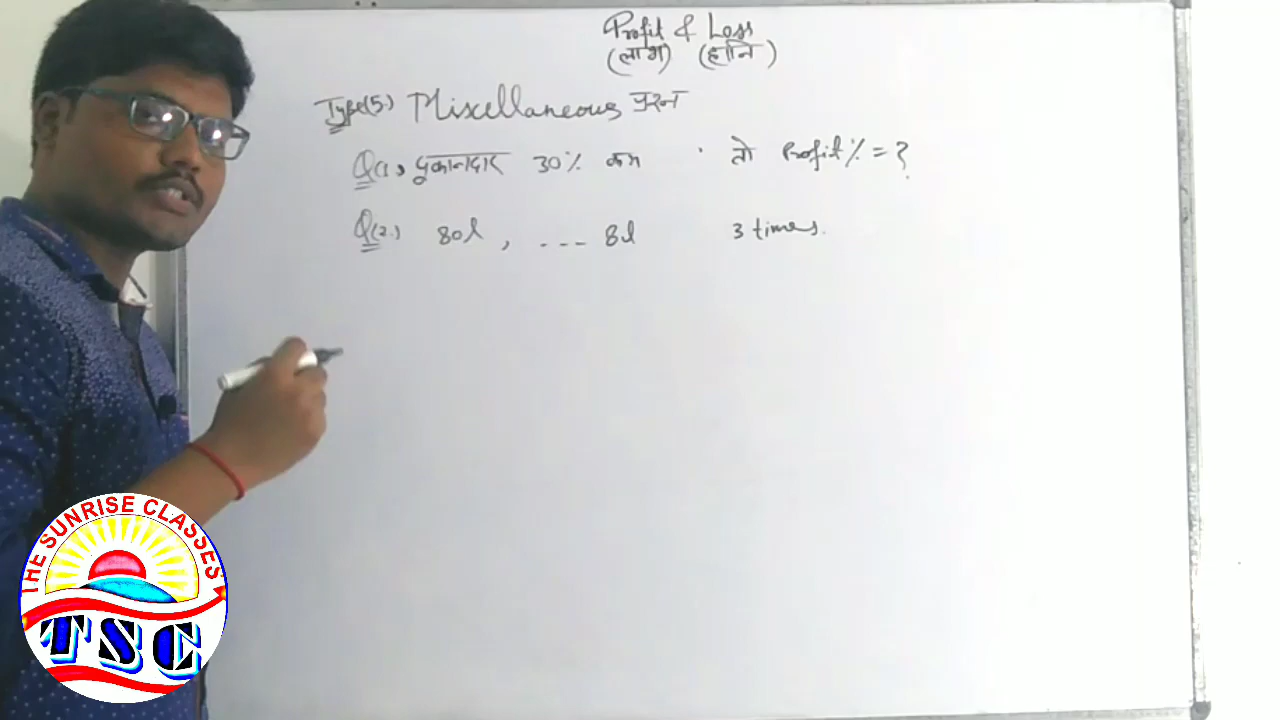 Profit & Loss
(लाभ) (हानि)
Type(5.) Miscellaneous प्रश्न
Q(1) दुकानदार 30% कम तो Profit% = ?
Q(2.) 80l, --- 8l 3 times.
THE SUNRISE CLASSES
TSC